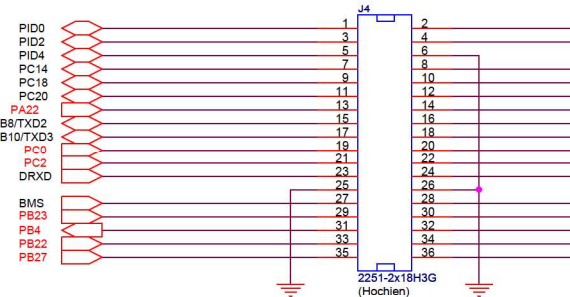 J4
PID0 1 2
PID2 3 4
PID4 5 6
PC14 7 8
PC18 9 10
PC20 11 12
PA22 13 14
B8/TXD2 15 16
B10/TXD3 17 18
PC0 19 20
PC2 21 22
DRXD 23 24
25 26
BMS 27 28
PB23 29 30
PB4 31 32
PB22 33 34
PB27 35 36
2251-2x18H3G
(Hochien)